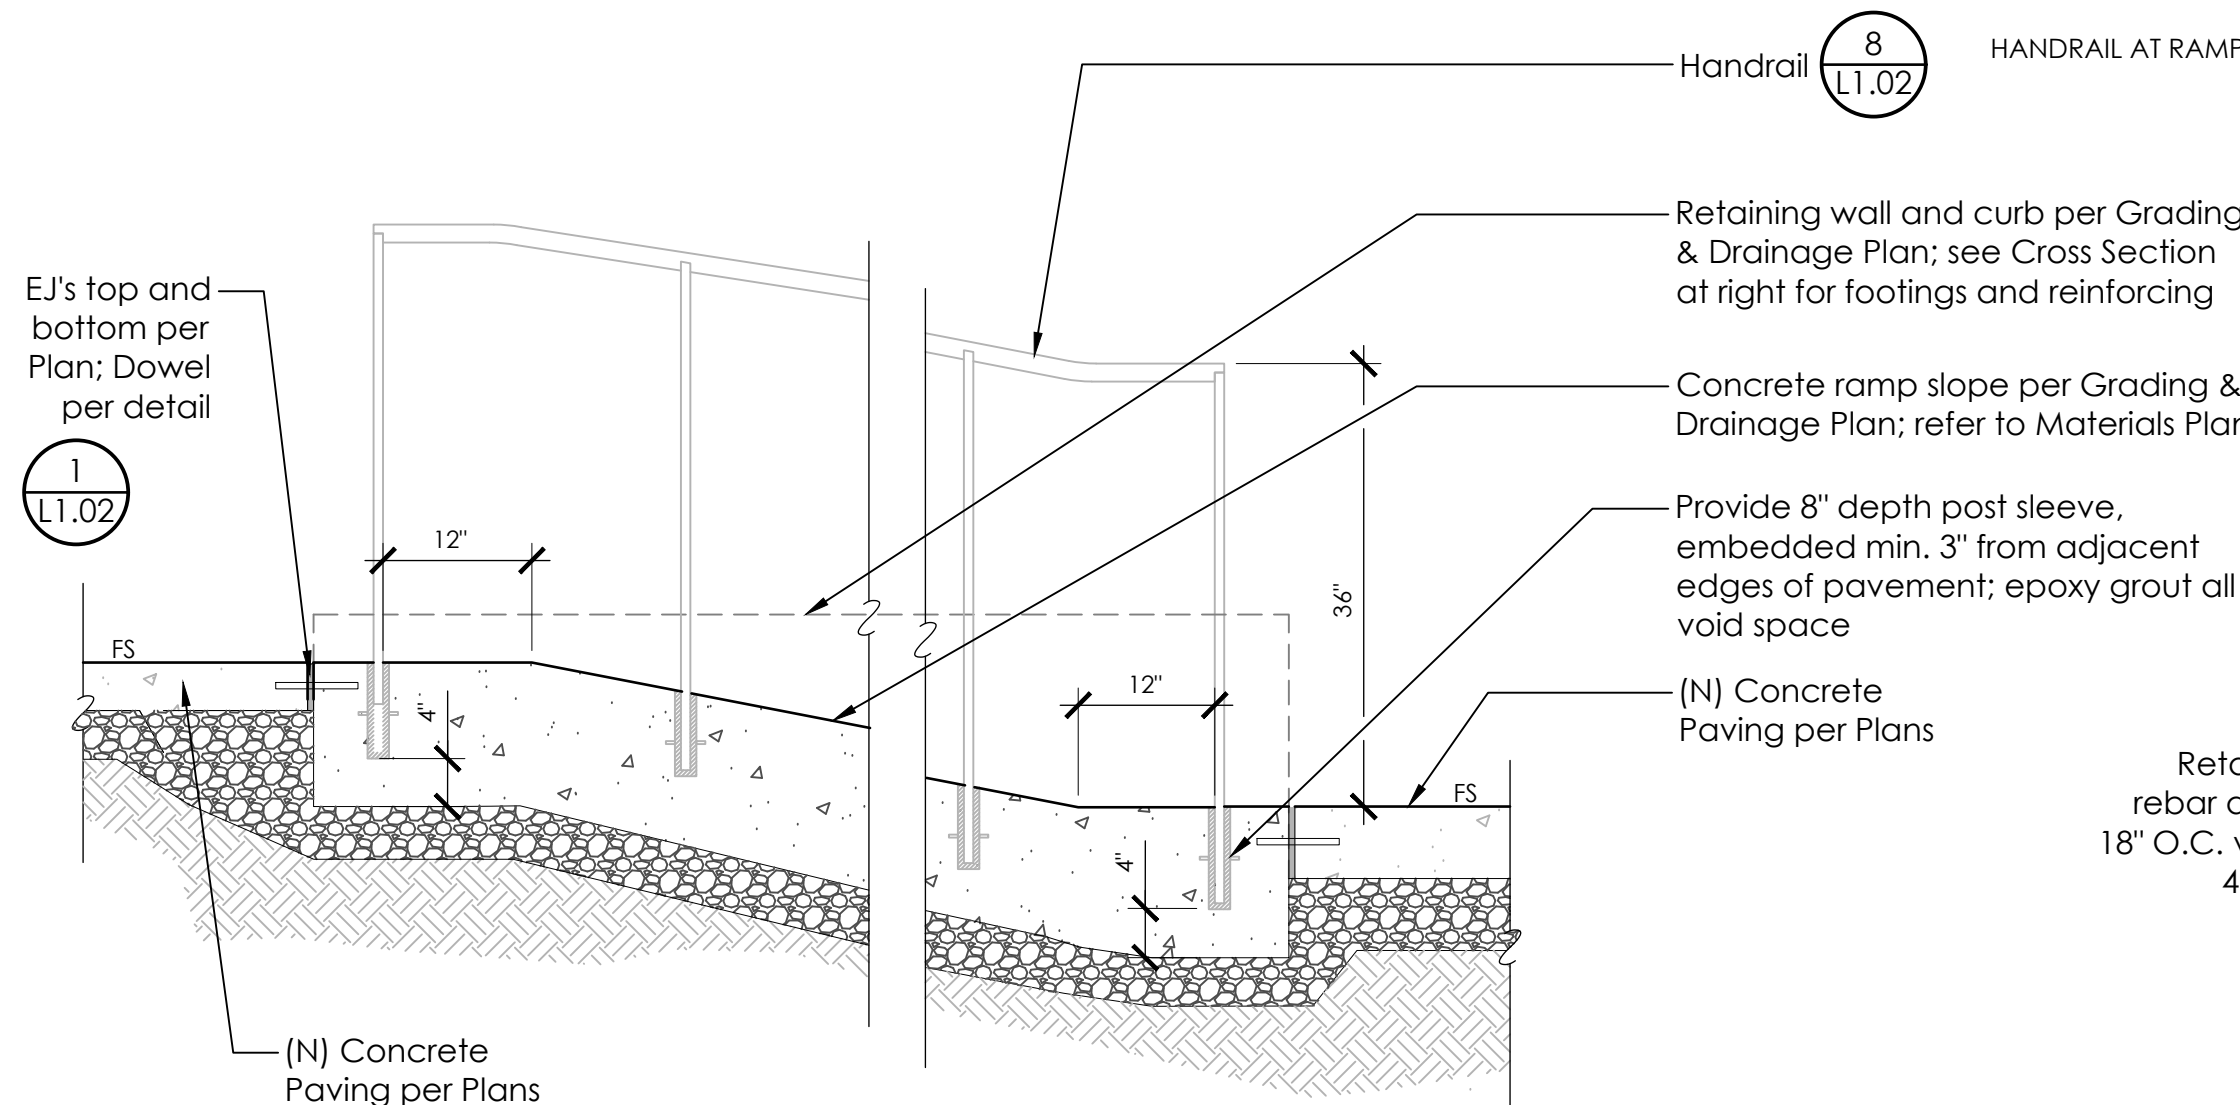 Handrail
8
L1.02
HANDRAIL AT RAMP
Retaining wall and curb per Grading
& Drainage Plan; see Cross Section
at right for footings and reinforcing
EJ's top and
bottom per
Plan; Dowel
per detail
1
L1.02
Concrete ramp slope per Grading &
Drainage Plan; refer to Materials Plan
Provide 8" depth post sleeve,
embedded min. 3" from adjacent
edges of pavement; epoxy grout all
void space
12"
36"
FS
4"
12"
(N) Concrete
Paving per Plans
FS
4"
rebar
18" O.C.
4
(N) Concrete
Paving per Plans